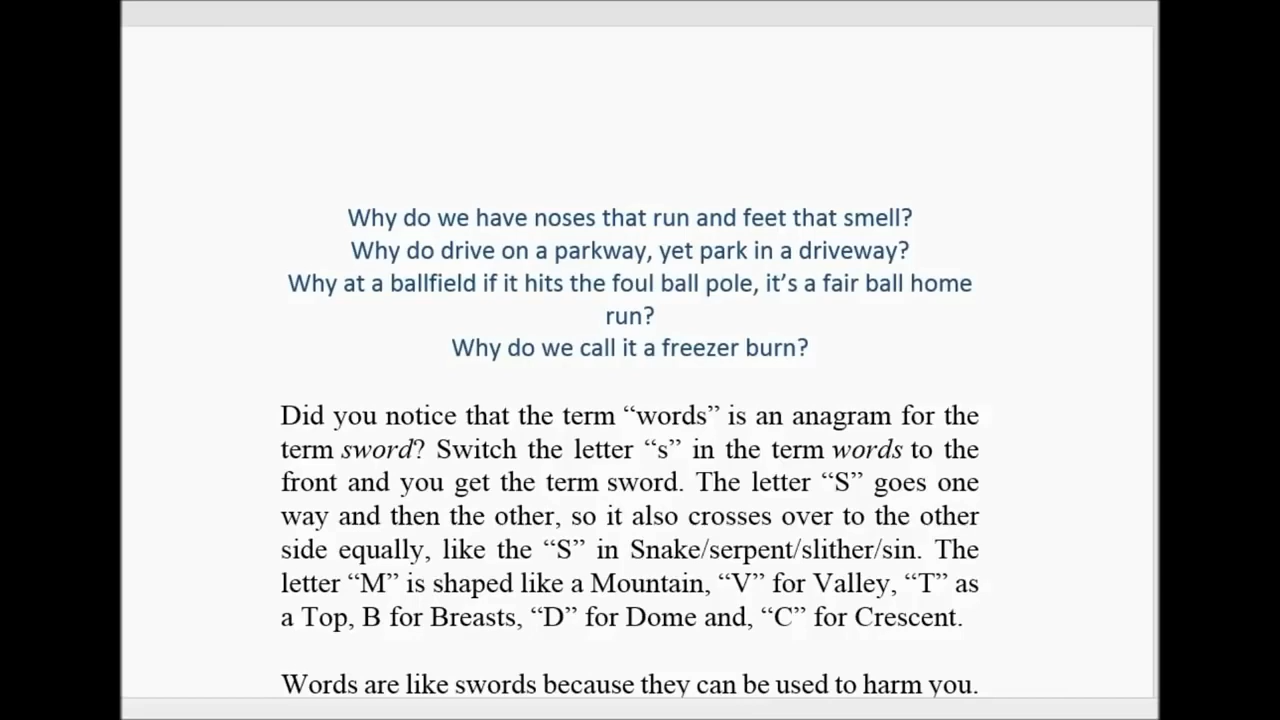 Why do we have noses that run and feet that smell?
Why do drive on a parkway, yet park in a driveway?
Why at a ballfield if it hits the foul ball pole, it’s a fair ball home
run?
Why do we call it a freezer burn?
Did you notice that the term “words” is an anagram for the
term sword? Switch the letter “s” in the term words to the
front and you get the term sword. The letter “S” goes one
way and then the other, so it also crosses over to the other
side equally, like the “S” in Snake/serpent/slither/sin. The
letter “M” is shaped like a Mountain, “V” for Valley, “T” as
a Top, B for Breasts, “D” for Dome and, “C” for Crescent.
Words are like swords because they can be used to harm you.